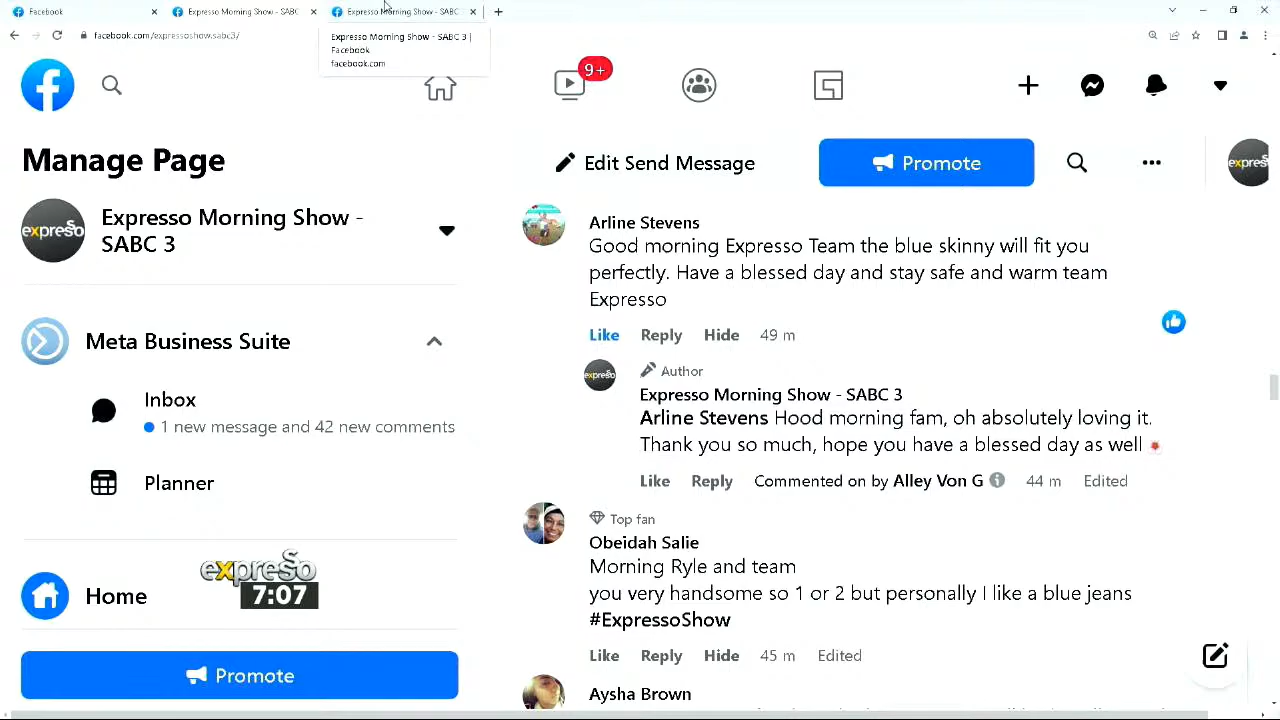 Facebook
Expresso Morning Show - SABC
Expresso Morning Show - SABC
facebook.com/expressoshow.sabc3/
Expresso Morning Show - SABC 3 |
Facebook
facebook.com
9+
Manage Page
Edit Send Message
Promote
expresso
expresso
Expresso Morning Show -
SABC 3
Meta Business Suite
Inbox
1 new message and 42 new comments
Planner
expresso
7:07
Home
Promote
Arline Stevens
Good morning Expresso Team the blue skinny will fit you
perfectly. Have a blessed day and stay safe and warm team
Expresso
Like Reply Hide 49 m
expresso
Author
Expresso Morning Show - SABC 3
Arline Stevens Hood morning fam, oh absolutely loving it.
Thank you so much, hope you have a blessed day as well
Like Reply Commented on by Alley Von G 44 m Edited
Top fan
Obeidah Salie
Morning Ryle and team
you very handsome so 1 or 2 but personally I like a blue jeans
#ExpressoShow
Like Reply Hide 45 m Edited
Aysha Brown